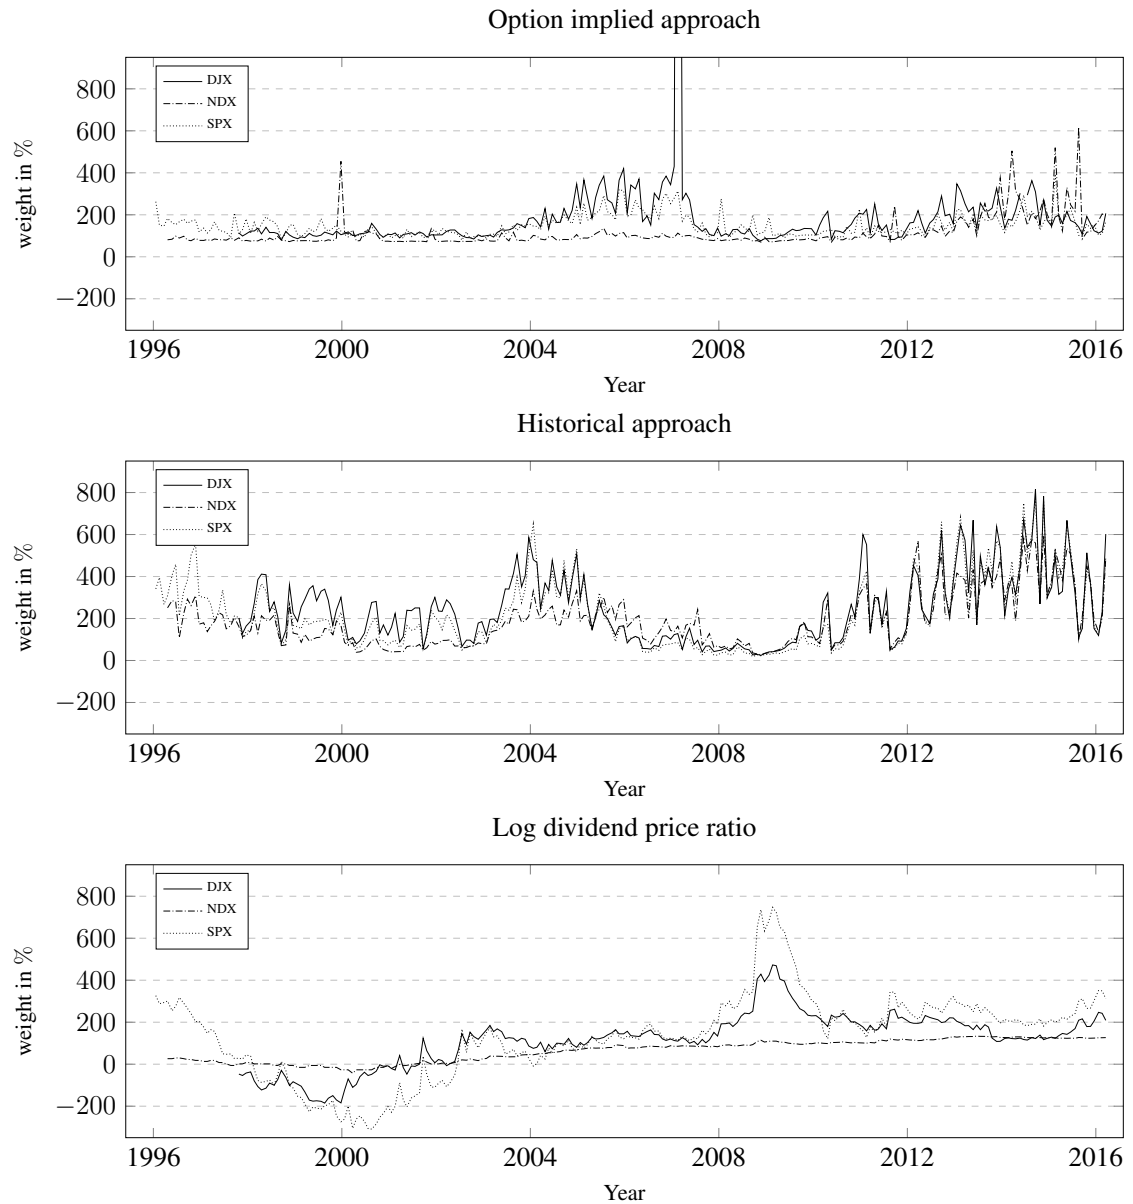 Option implied approach
DJX
NDX
SPX
800
600
400
200
0
−200
weight in %
1996 2000 2004 2008 2012 2016
Year
Historical approach
DJX
NDX
SPX
800
600
400
200
0
−200
weight in %
1996 2000 2004 2008 2012 2016
Year
Log dividend price ratio
DJX
NDX
SPX
800
600
400
200
0
−200
weight in %
1996 2000 2004 2008 2012 2016
Year